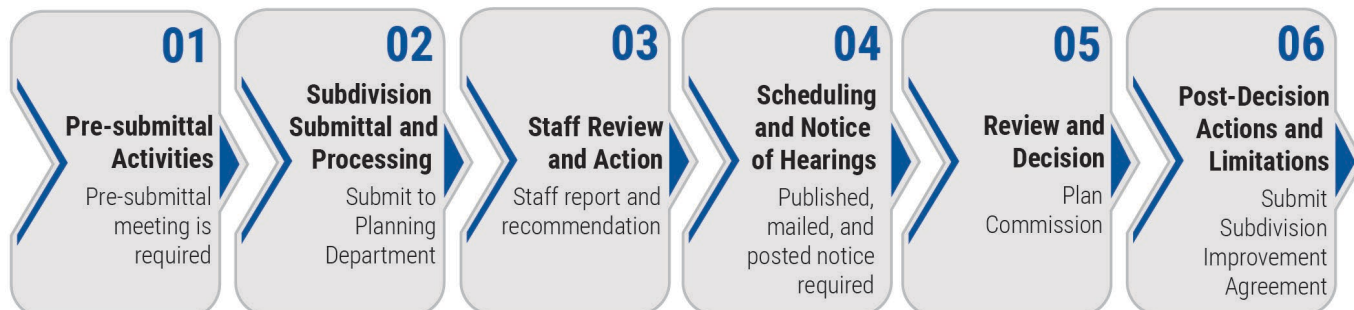 01
Pre-submittal
Activities
Pre-submittal
meeting is
required
02
Subdivision
Submittal and
Processing
Submit to
Planning
Department
03
Staff Review
and Action
Staff report and
recommendation
04
Scheduling
and Notice
of Hearings
Published,
mailed, and
posted notice
required
05
Review and
Decision
Plan
Commission
06
Post-Decision
Actions and
Limitations
Submit
Subdivision
Improvement
Agreement